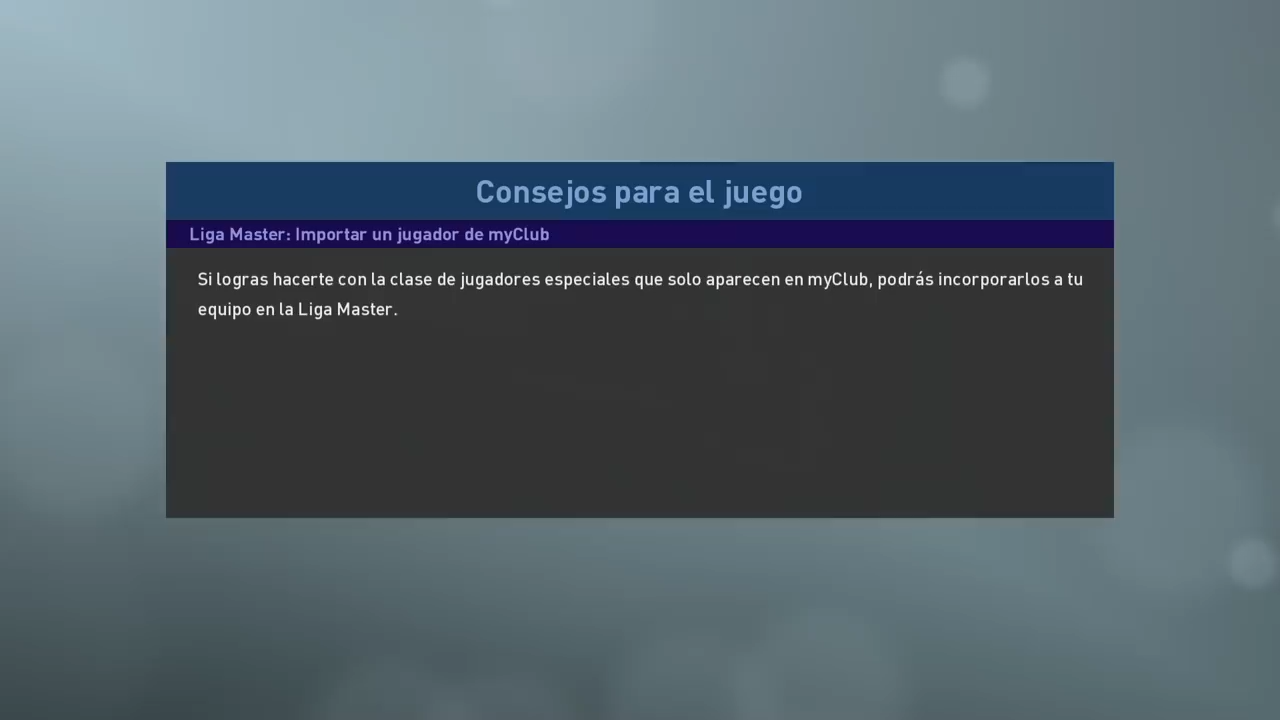 Consejos para el juego
Liga Master: Importar un jugador de myClub
Si logras hacerte con la clase de jugadores especiales que solo aparecen en myClub, podrás incorporarlos a tu
equipo en la Liga Master.